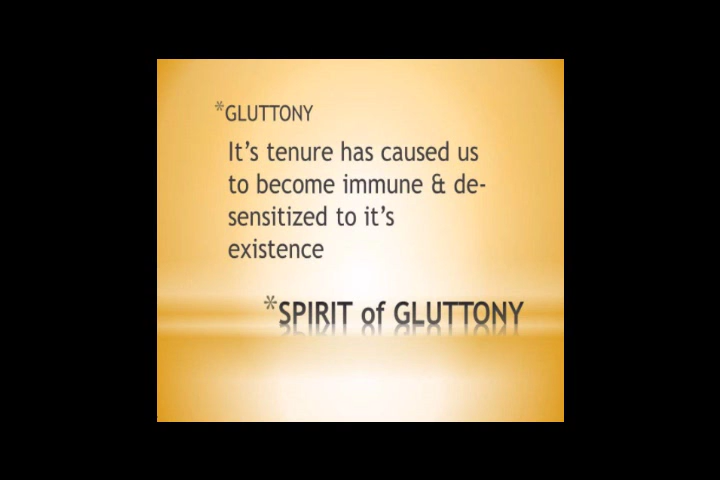 *GLUTTONY
It's tenure has caused us
to become immune & de-
sensitized to it's
existence
*SPIRIT of GLUTTONY